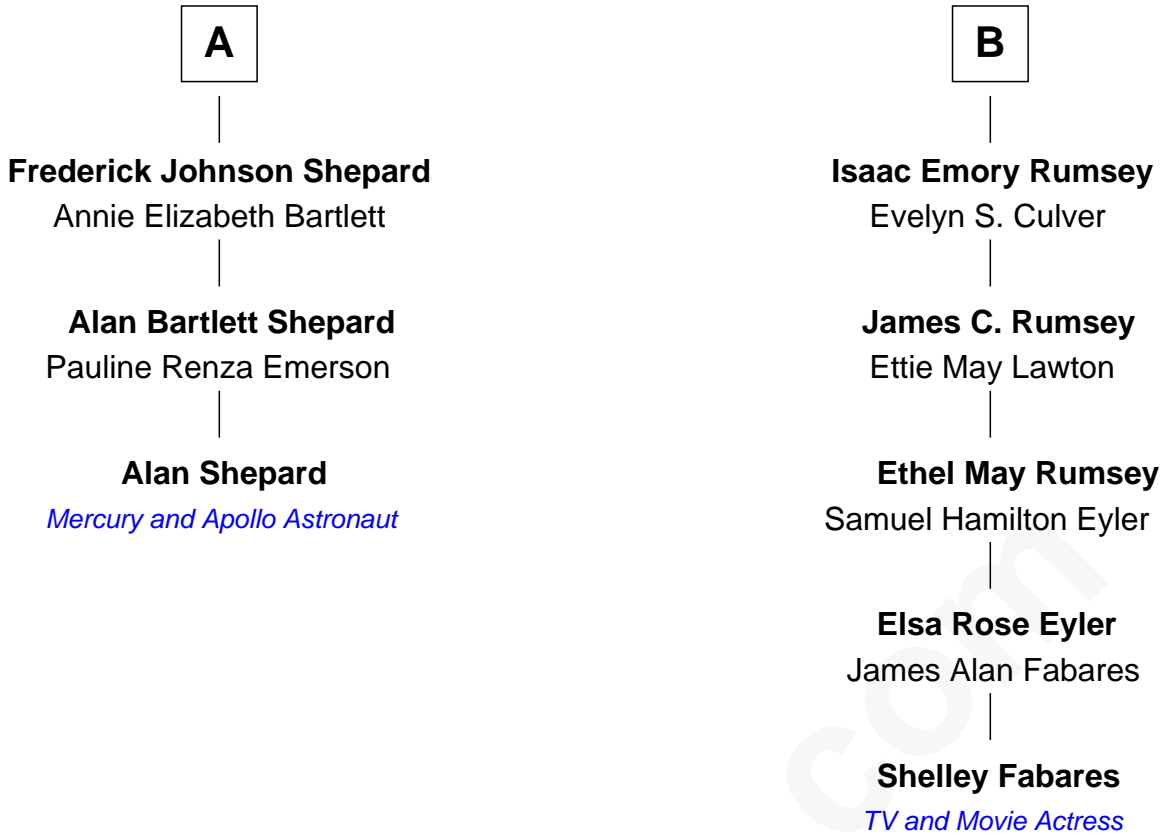 A
Frederick Johnson Shepard
Annie Elizabeth Bartlett
Alan Bartlett Shepard
Pauline Renza Emerson
Alan Shepard
Mercury and Apollo Astronaut
B
Isaac Emory Rumsey
Evelyn S. Culver
James C. Rumsey
Ettie May Lawton
Ethel May Rumsey
Samuel Hamilton Eyler
Elsa Rose Eyler
James Alan Fabares
Shelley Fabares
TV and Movie Actress
com